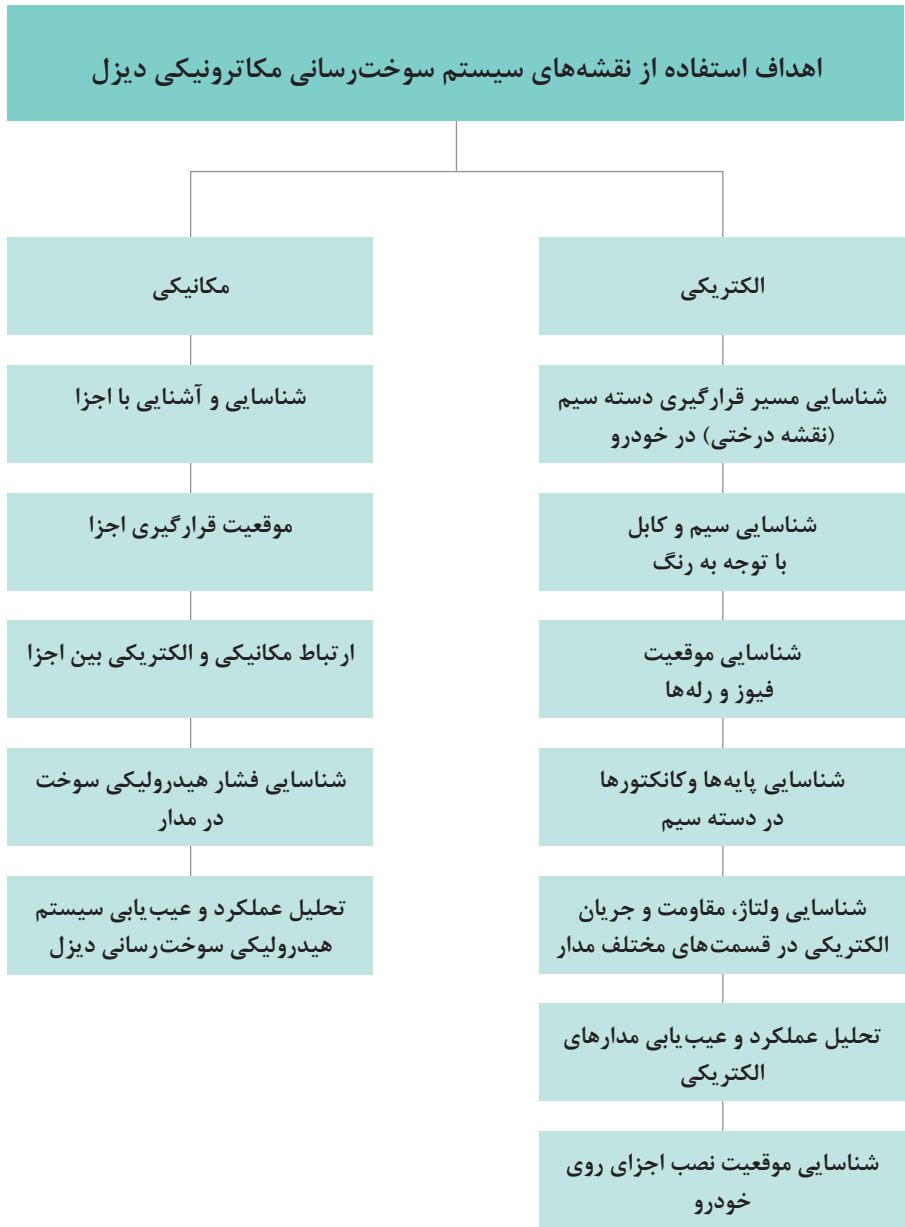 اهداف استفاده از نقشه‌های سیستم سوخت‌رسانی مکاترونیکی دیزل
الکتریکی
شناسایی مسیر قرارگیری دسته سیم
(نقشه درختی) در خودرو
شناسایی سیم و کابل
با توجه به رنگ
شناسایی موقعیت
فیوز و رله‌ها
شناسایی پایه‌ها وکانکتورها
در دسته سیم
شناسایی ولتاژ، مقاومت و جریان
الکتریکی در قسمت‌های مختلف مدار
تحلیل عملکرد و عیب‌یابی مدارهای
الکتریکی
شناسایی موقعیت نصب اجزای روی
خودرو
مکانیکی
شناسایی و آشنایی با اجزا
موقعیت قرارگیری اجزا
ارتباط مکانیکی و الکتریکی بین اجزا
شناسایی فشار هیدرولیکی سوخت
در مدار
تحلیل عملکرد و عیب‌یابی سیستم
هیدرولیکی سوخت‌رسانی دیزل